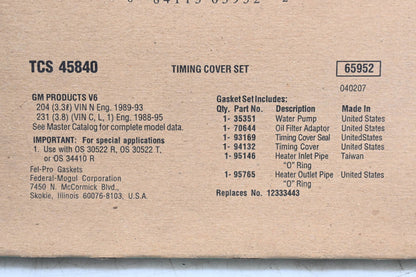 TCS 45840
TIMING COVER SET
65952
040207
GM PRODUCTS V6
204 (3.3ℓ) VIN N Eng. 1989-93
231 (3.8) (VIN C, L, 1) Eng. 1988-95
See Master Catalog for complete model data.
IMPORTANT: For special applications
1. Use with OS 30522 R, OS 30522 T,
or OS 34410 R
Fel-Pro Gaskets
Federal-Mogul Corporation
7450 N. McCormick Blvd.,
Skokie, Illinois 60076-8103, U.S.A.
Gasket Set Includes:
Qty. Part No. Made In
1- 35351 Water Pump United States
1- 70644 Oil Filter Adaptor United States
1- 93169 Timing Cover Seal United States
1- 94132 Timing Cover United States
1- 95146 Heater Inlet Pipe Taiwan
"O" Ring
1- 95765 Heater Outlet Pipe United States
"O" Ring
Replaces No. 12333443